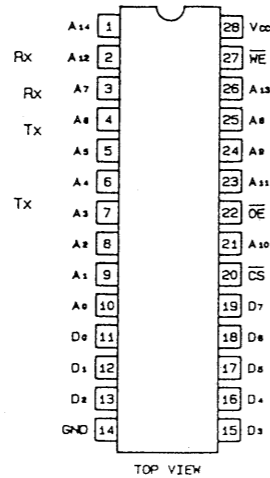 A14 1 28 Vcc
Rx A12 2 27 WE
Rx A7 3 26 A13
Tx A6 4 25 A8
A5 5 24 A9
A4 6 23 A11
Tx A3 7 22 OE
A2 8 21 A10
A1 9 20 CS
A0 10 19 D7
D0 11 18 D6
D1 12 17 D5
D2 13 16 D4
GND 14 15 D3
TOP VIEW